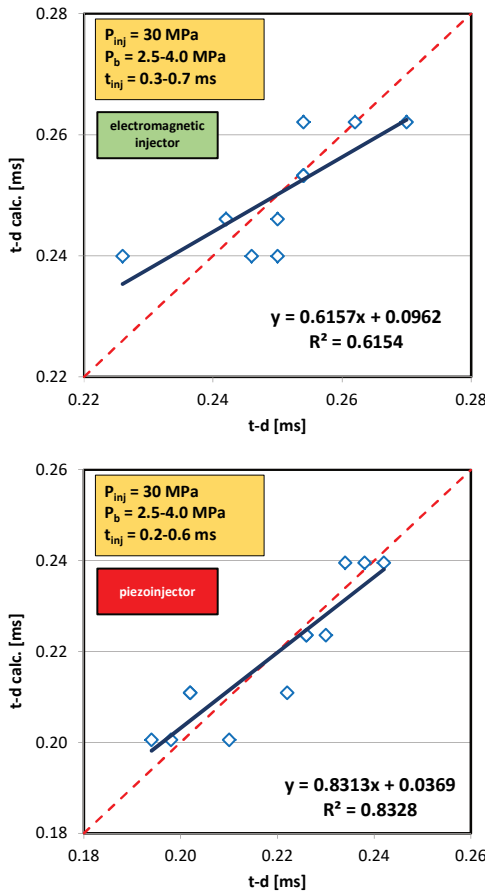 0.28
P_inj = 30 MPa
P_b = 2.5-4.0 MPa
t_inj = 0.3-0.7 ms
electromagnetic
injector
0.26
t-d calc. [ms]
0.24
y = 0.6157x + 0.0962
R² = 0.6154
0.22
0.22 0.24 0.26 0.28
t-d [ms]
0.26
P_inj = 30 MPa
P_b = 2.5-4.0 MPa
t_inj = 0.2-0.6 ms
piezoinjector
0.24
t-d calc. [ms]
0.22
0.20
y = 0.8313x + 0.0369
R² = 0.8328
0.18
0.18 0.20 0.22 0.24 0.26
t-d [ms]